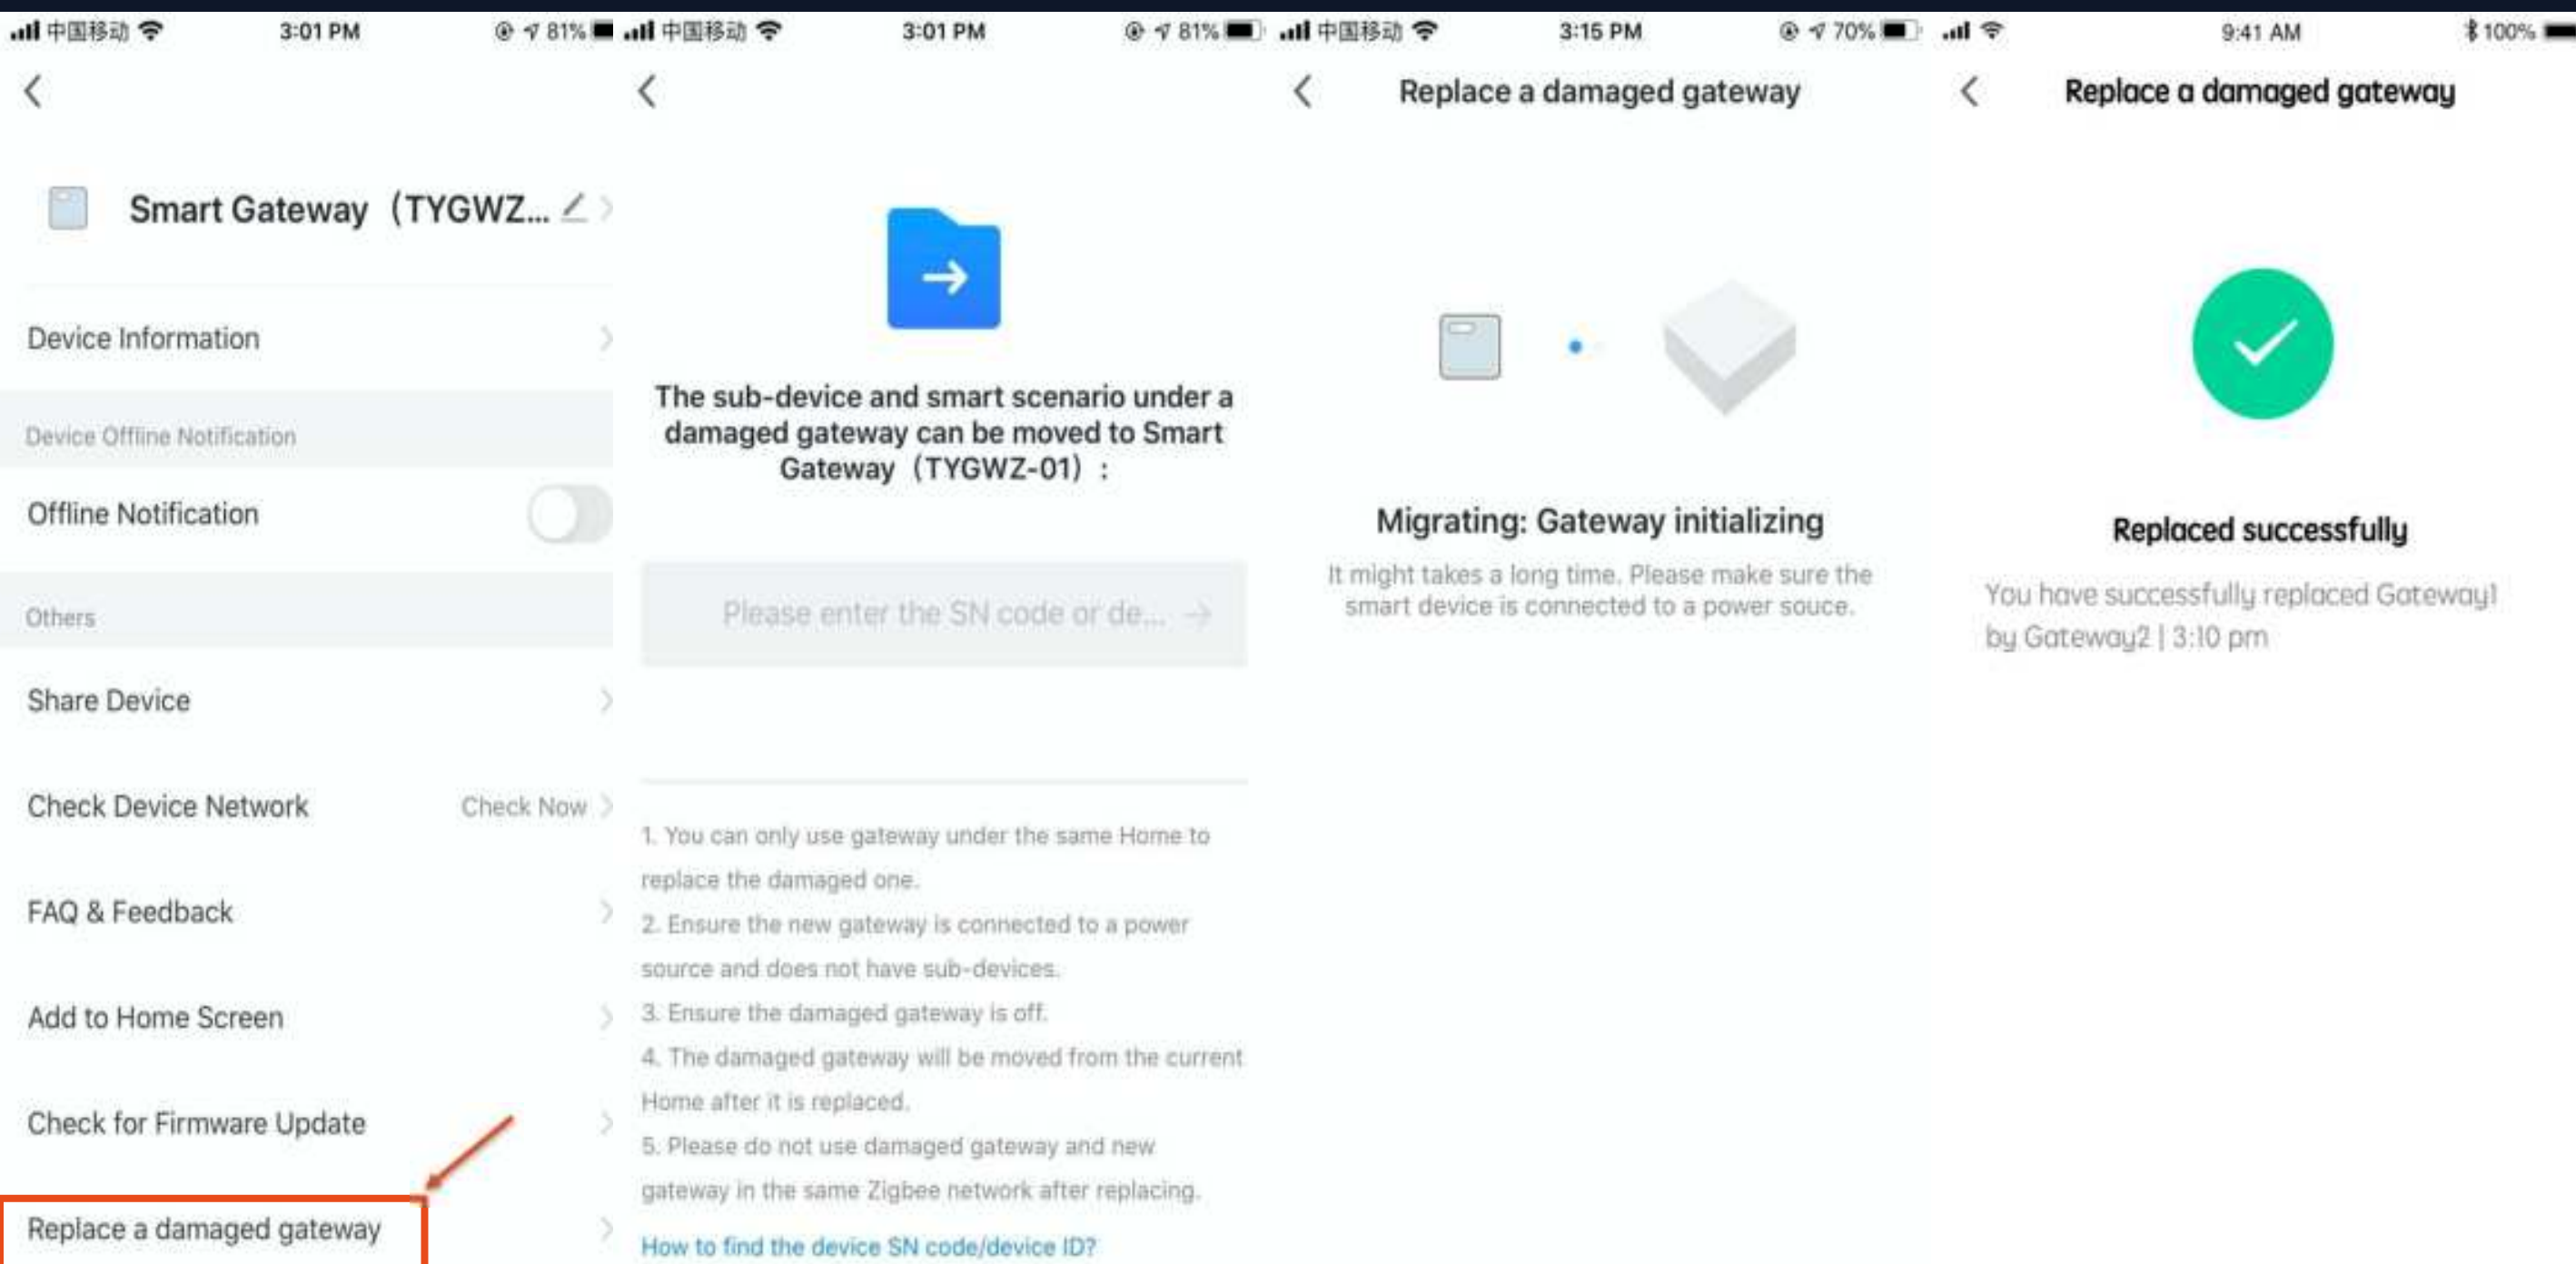 中国移动
3:01 PM
81%
Smart Gateway（TYGWZ...
Device Information
Device Offline Notification
Offline Notification
Others
Share Device
Check Device Network
Check Now
FAQ & Feedback
Add to Home Screen
Check for Firmware Update
Replace a damaged gateway
中国移动
3:01 PM
81%
The sub-device and smart scenario under a
damaged gateway can be moved to Smart
Gateway（TYGWZ-01）:
Please enter the SN code or de...
1. You can only use gateway under the same Home to
replace the damaged one.
2. Ensure the new gateway is connected to a power
source and does not have sub-devices.
3. Ensure the damaged gateway is off.
4. The damaged gateway will be moved from the current
Home after it is replaced.
5. Please do not use damaged gateway and new
gateway in the same Zigbee network after replacing.
How to find the device SN code/device ID?
中国移动
3:15 PM
70%
Replace a damaged gateway
Migrating: Gateway initializing
It might takes a long time. Please make sure the
smart device is connected to a power souce.
9:41 AM
100%
Replace a damaged gateway
Replaced successfully
You have successfully replaced Gateway1
by Gateway2 | 3:10 pm